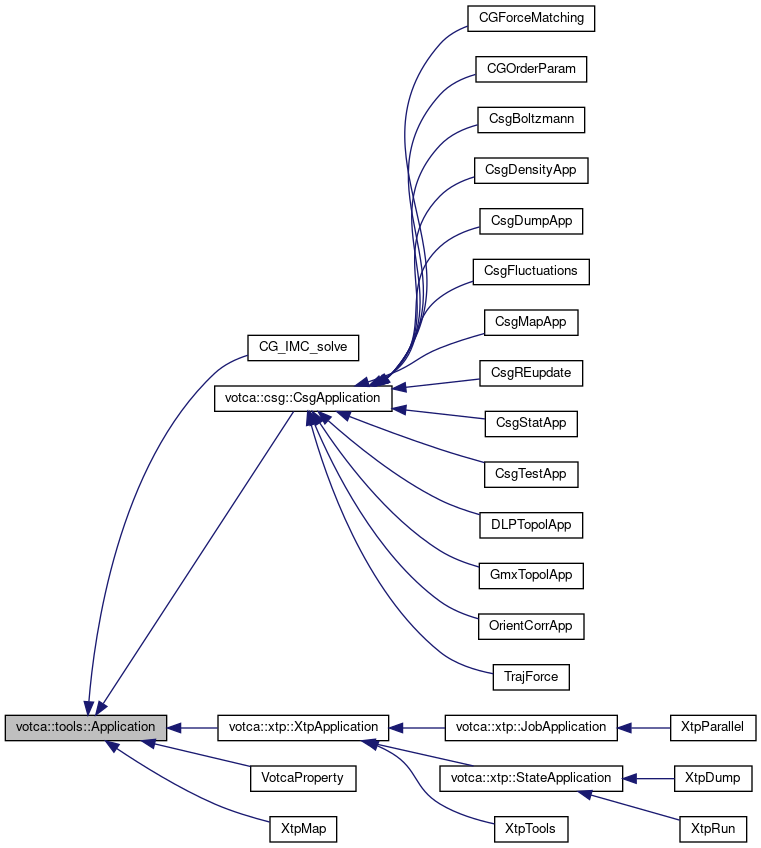 CGForceMatching
CGOrderParam
CsgBoltzmann
CsgDensityApp
CsgDumpApp
CsgFluctuations
CsgMapApp
CG_IMC_solve
CsgREupdate
votca::csg::CsgApplication
CsgStatApp
CsgTestApp
DLPTopolApp
GmxTopolApp
OrientCorrApp
TrajForce
votca::tools::Application
votca::xtp::XtpApplication
votca::xtp::JobApplication
XtpParallel
VotcaProperty
votca::xtp::StateApplication
XtpDump
XtpMap
XtpTools
XtpRun